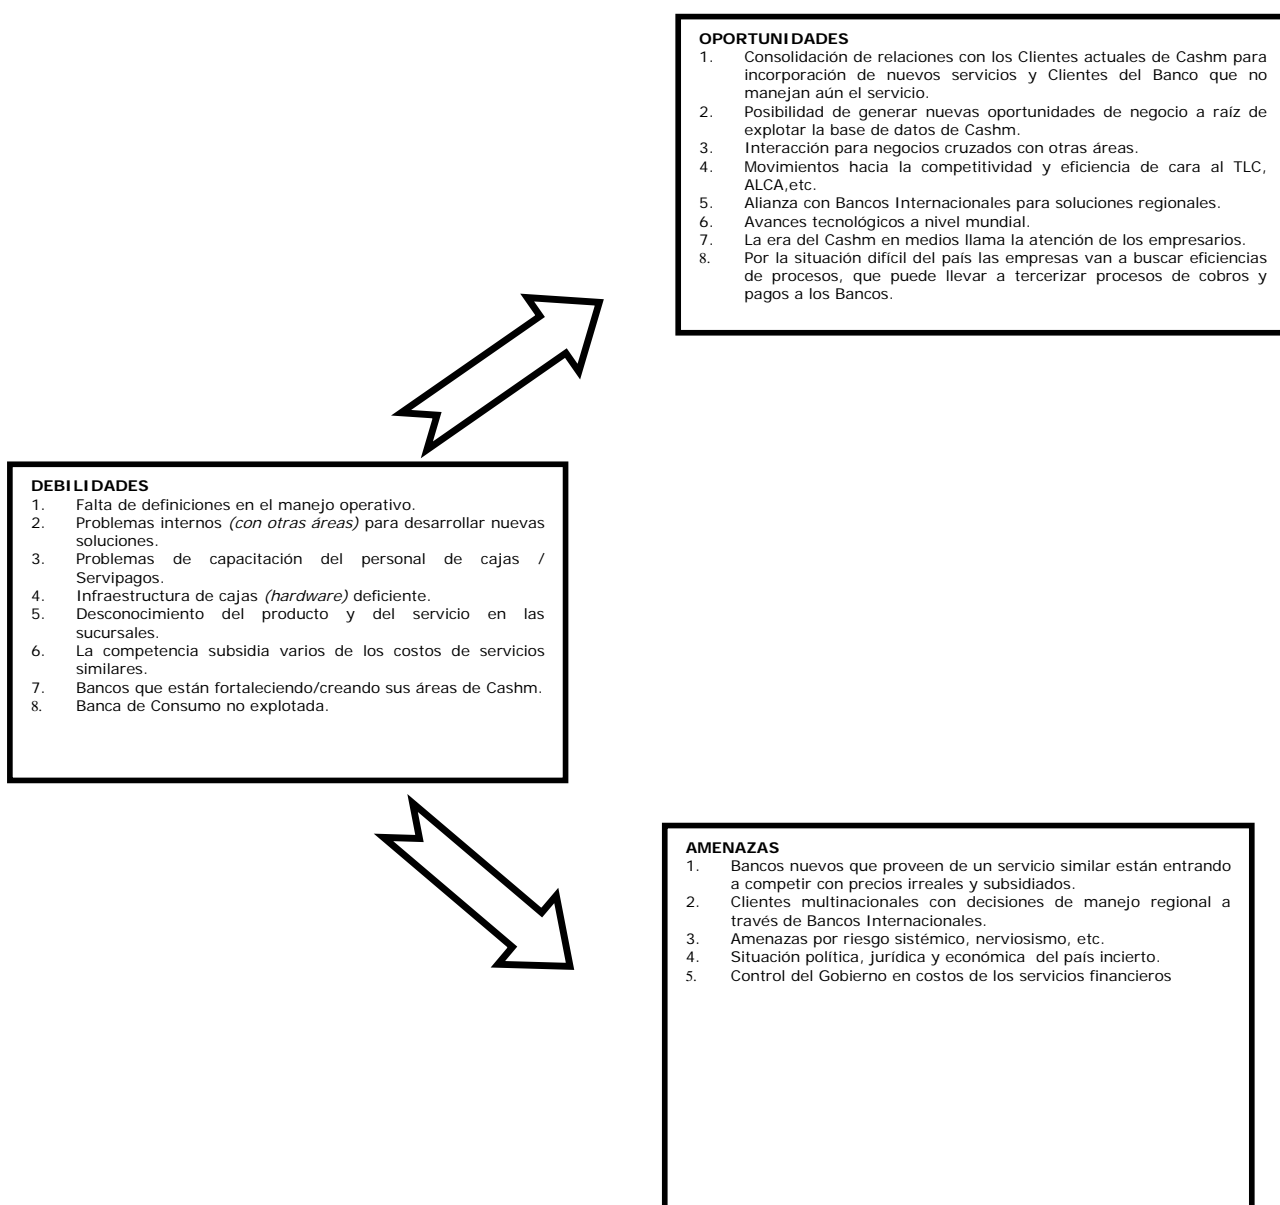 OPORTUNIDADES
1. Consolidación de relaciones con los Clientes actuales de Cashm para
incorporación de nuevos servicios y Clientes del Banco que no
manejan aún el servicio.
2. Posibilidad de generar nuevas oportunidades de negocio a raíz de
explotar la base de datos de Cashm.
3. Interacción para negocios cruzados con otras áreas.
4. Movimientos hacia la competitividad y eficiencia de cara al TLC,
ALCA,etc.
5. Alianza con Bancos Internacionales para soluciones regionales.
6. Avances tecnológicos a nivel mundial.
7. La era del Cashm en medios llama la atención de los empresarios.
8. Por la situación difícil del país las empresas van a buscar eficiencias
de procesos, que puede llevar a tercerizar procesos de cobros y
pagos a los Bancos.
DEBILIDADES
1. Falta de definiciones en el manejo operativo.
2. Problemas internos (con otras áreas) para desarrollar nuevas
soluciones.
3. Problemas de capacitación del personal de cajas /
Servipagos.
4. Infraestructura de cajas (hardware) deficiente.
5. Desconocimiento del producto y del servicio en las
sucursales.
6. La competencia subsidia varios de los costos de servicios
similares.
7. Bancos que están fortaleciendo/creando sus áreas de Cashm.
8. Banca de Consumo no explotada.
AMENAZAS
1. Bancos nuevos que proveen de un servicio similar están entrando
a competir con precios irreales y subsidiados.
2. Clientes multinacionales con decisiones de manejo regional a
través de Bancos Internacionales.
3. Amenazas por riesgo sistémico, nerviosismo, etc.
4. Situación política, jurídica y económica del país incierto.
5. Control del Gobierno en costos de los servicios financieros